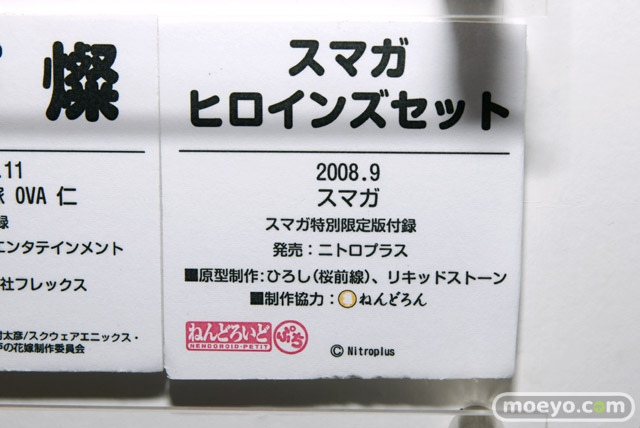 燦
.11
OVA 仁
録
エンタテインメント
社フレックス
村太彦/スクウェアエニックス・
戸の花嫁制作委員会
スマガ
ヒロインズセット
2008.9
スマガ
スマガ特別限定版付録
発売：ニトロプラス
■原型制作：ひろし(桜前線)、リキッドストーン
■制作協力：ねんどろん
ねんどろいど ぷち
NENDOROID-PETIT
©Nitroplus
moeyo.com